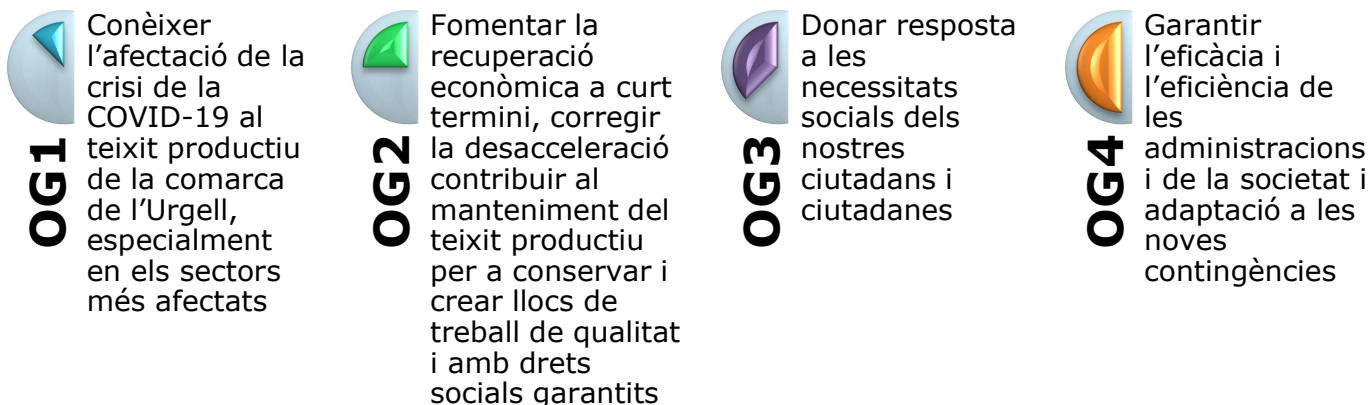 OG1
Conèixer
l’afectació de la
crisi de la
COVID-19 al
teixit productiu
de la comarca
de l’Urgell,
especialment
en els sectors
més afectats
OG2
Fomentar la
recuperació
econòmica a curt
termini, corregir
la desacceleració
contribuir al
manteniment del
teixit productiu
per a conservar i
crear llocs de
treball de qualitat
i amb drets
socials garantits
OG3
Donar resposta
a les
necessitats
socials dels
nostres
ciutadans i
ciutadanes
OG4
Garantir
l’eficàcia i
l’eficiència de
les
administracions
i de la societat i
adaptació a les
noves
contingències